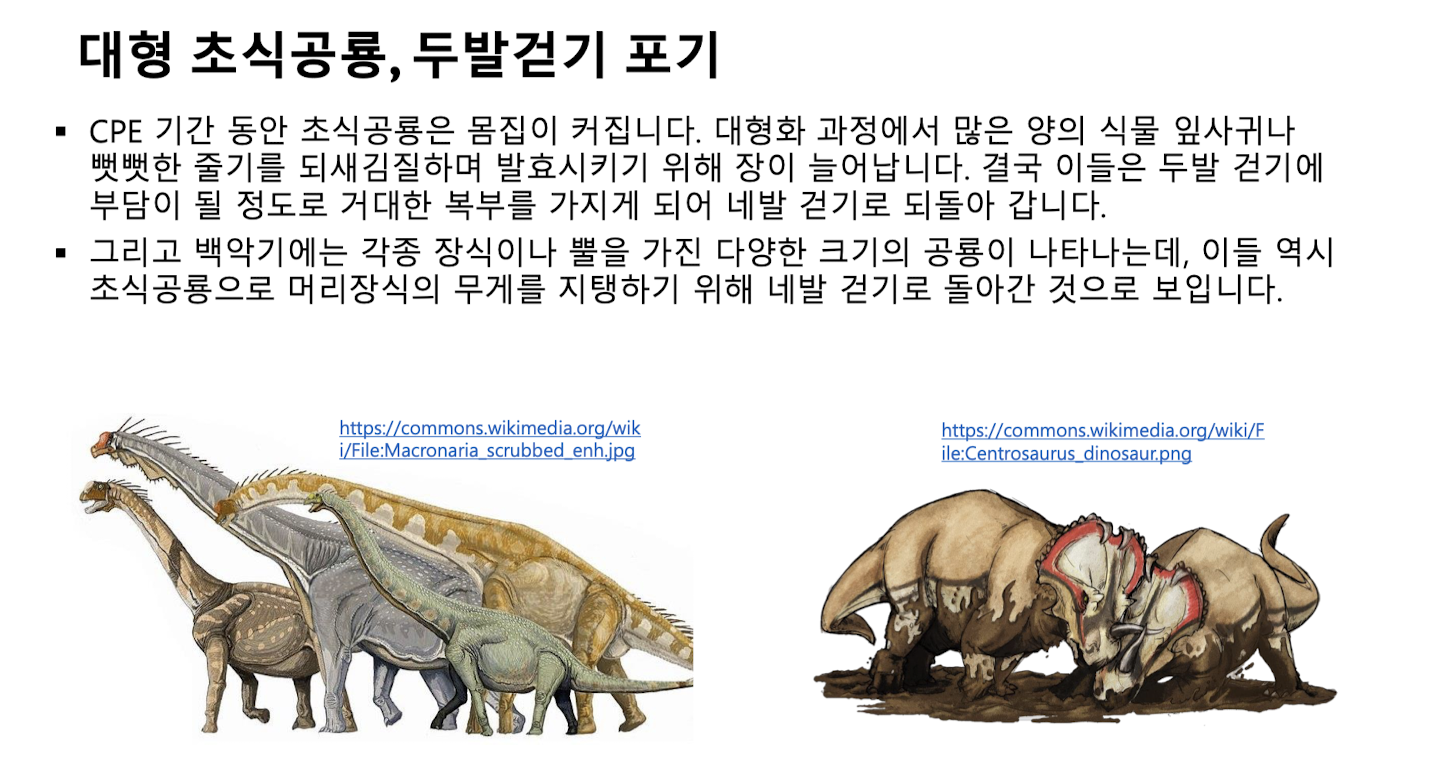 대형 초식공룡, 두발걷기 포기
▪ CPE 기간 동안 초식공룡은 몸집이 커집니다. 대형화 과정에서 많은 양의 식물 잎사귀나
뻣뻣한 줄기를 되새김질하며 발효시키기 위해 장이 늘어납니다. 결국 이들은 두발 걷기에
부담이 될 정도로 거대한 복부를 가지게 되어 네발 걷기로 되돌아 갑니다.
▪ 그리고 백악기에는 각종 장식이나 뿔을 가진 다양한 크기의 공룡이 나타나는데, 이들 역시
초식공룡으로 머리장식의 무게를 지탱하기 위해 네발 걷기로 돌아간 것으로 보입니다.
https://commons.wikimedia.org/wik
i/File:Macronaria_scrubbed_enh.jpg
https://commons.wikimedia.org/wiki/F
ile:Centrosaurus_dinosaur.png